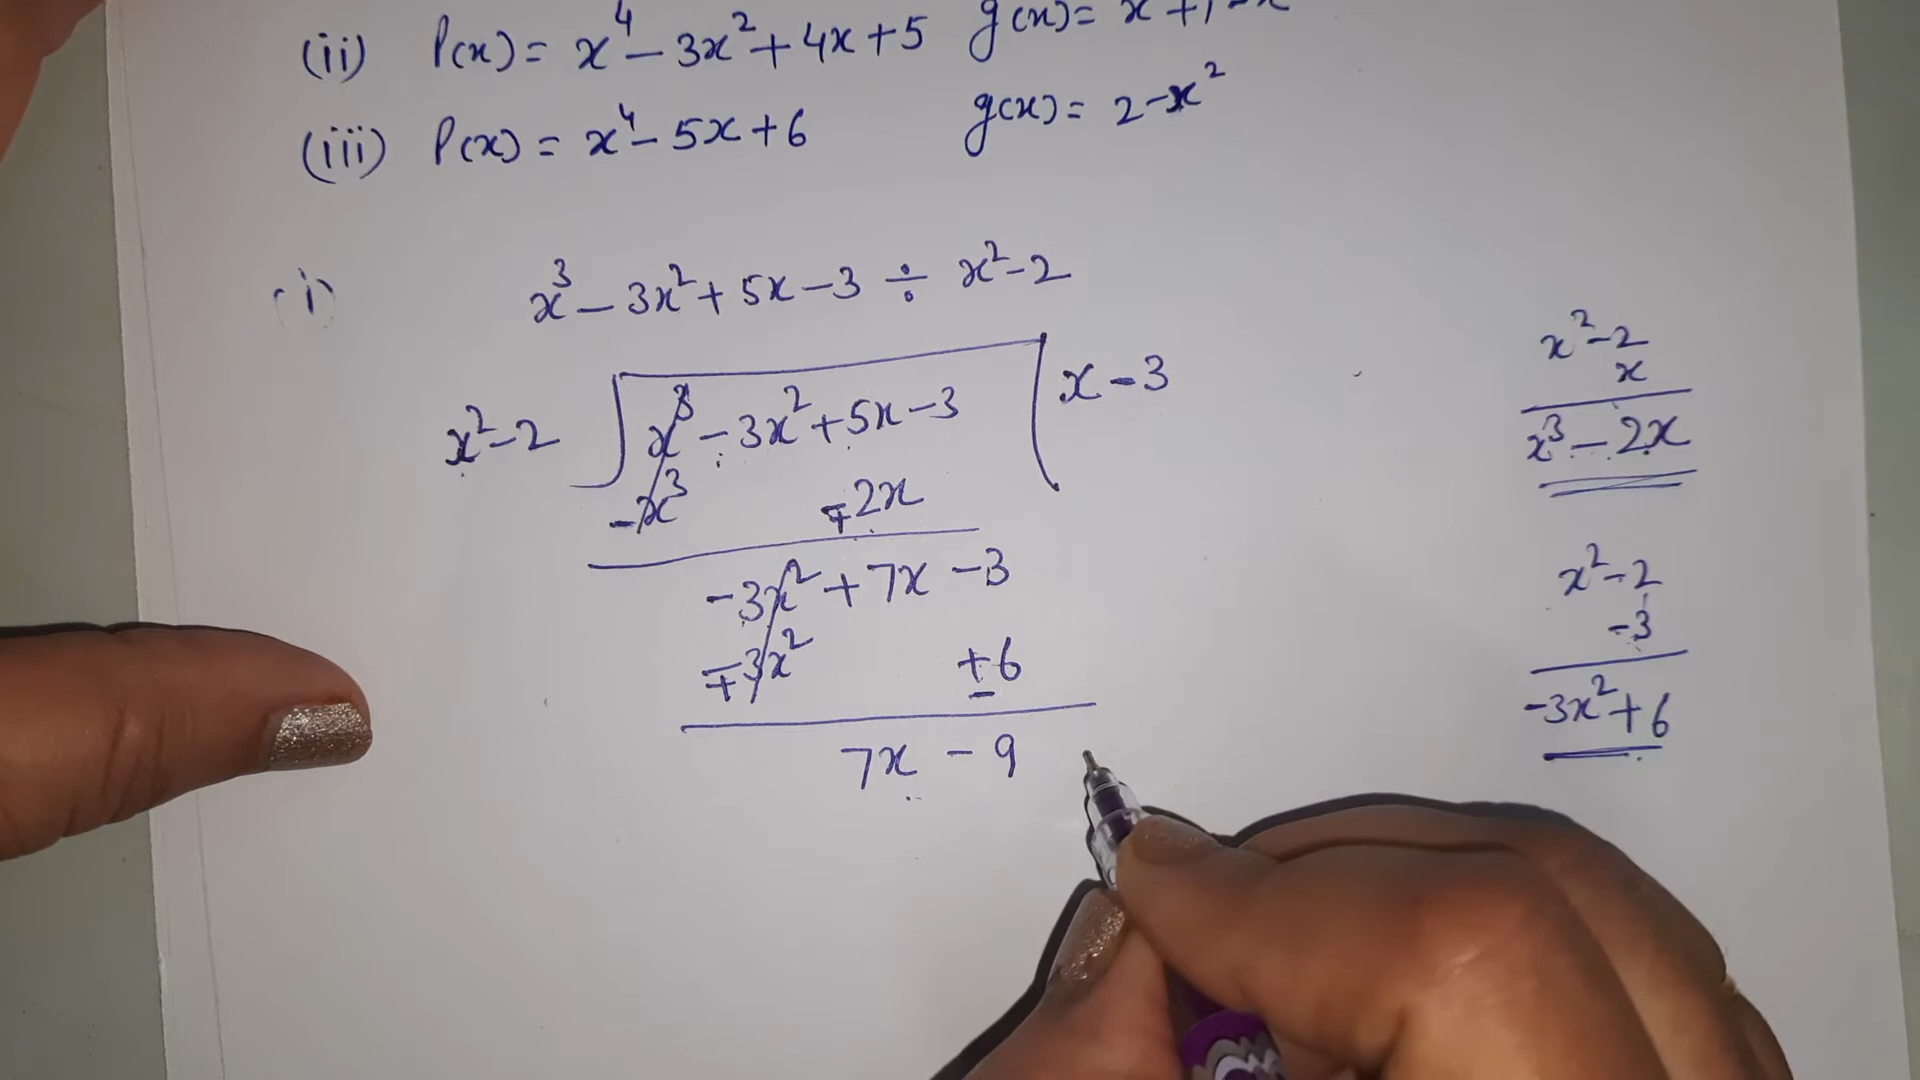 (ii) P(x) = x⁴ - 3x² + 4x + 5 g(x) = x + 1 - x
(iii) P(x) = x⁴ - 5x + 6 g(x) = 2 - x²
(i) x³ - 3x² + 5x - 3 ÷ x² - 2
x² - 2 x³ - 3x² + 5x - 3 x - 3
-x³ ∓2x
-3x² + 7x - 3
∓3x² ±6
7x - 9
x² - 2
x
x³ - 2x
x² - 2
-3
-3x² + 6